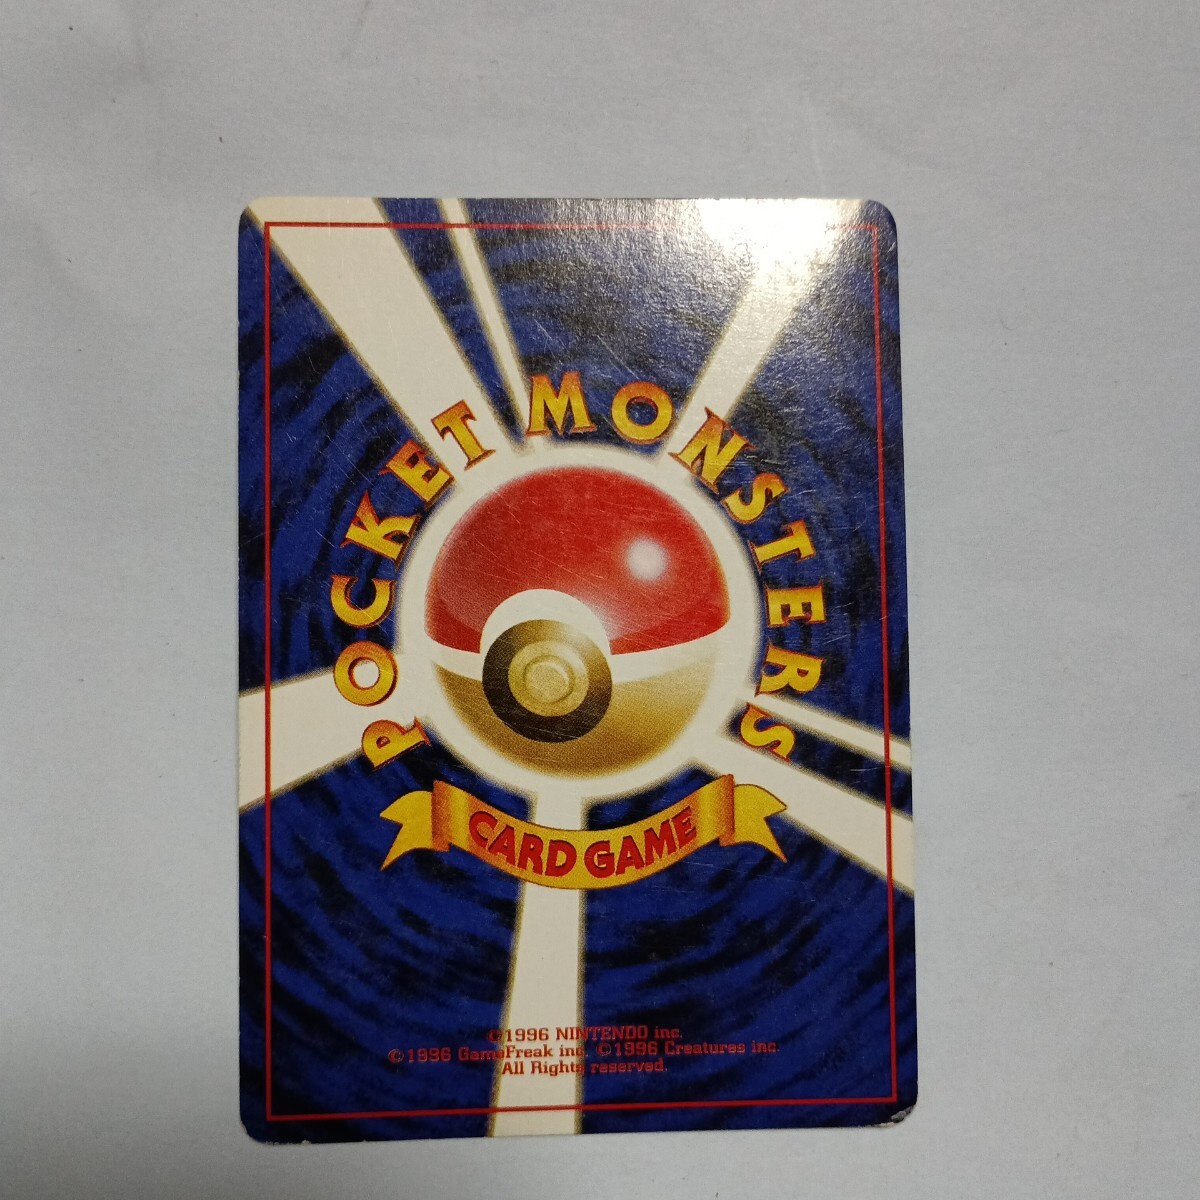 POCKET MONSTERS
CARD GAME
©1996 NINTENDO inc.
©1996 GameFreak inc. ©1996 Creatures inc.
All Rights reserved.